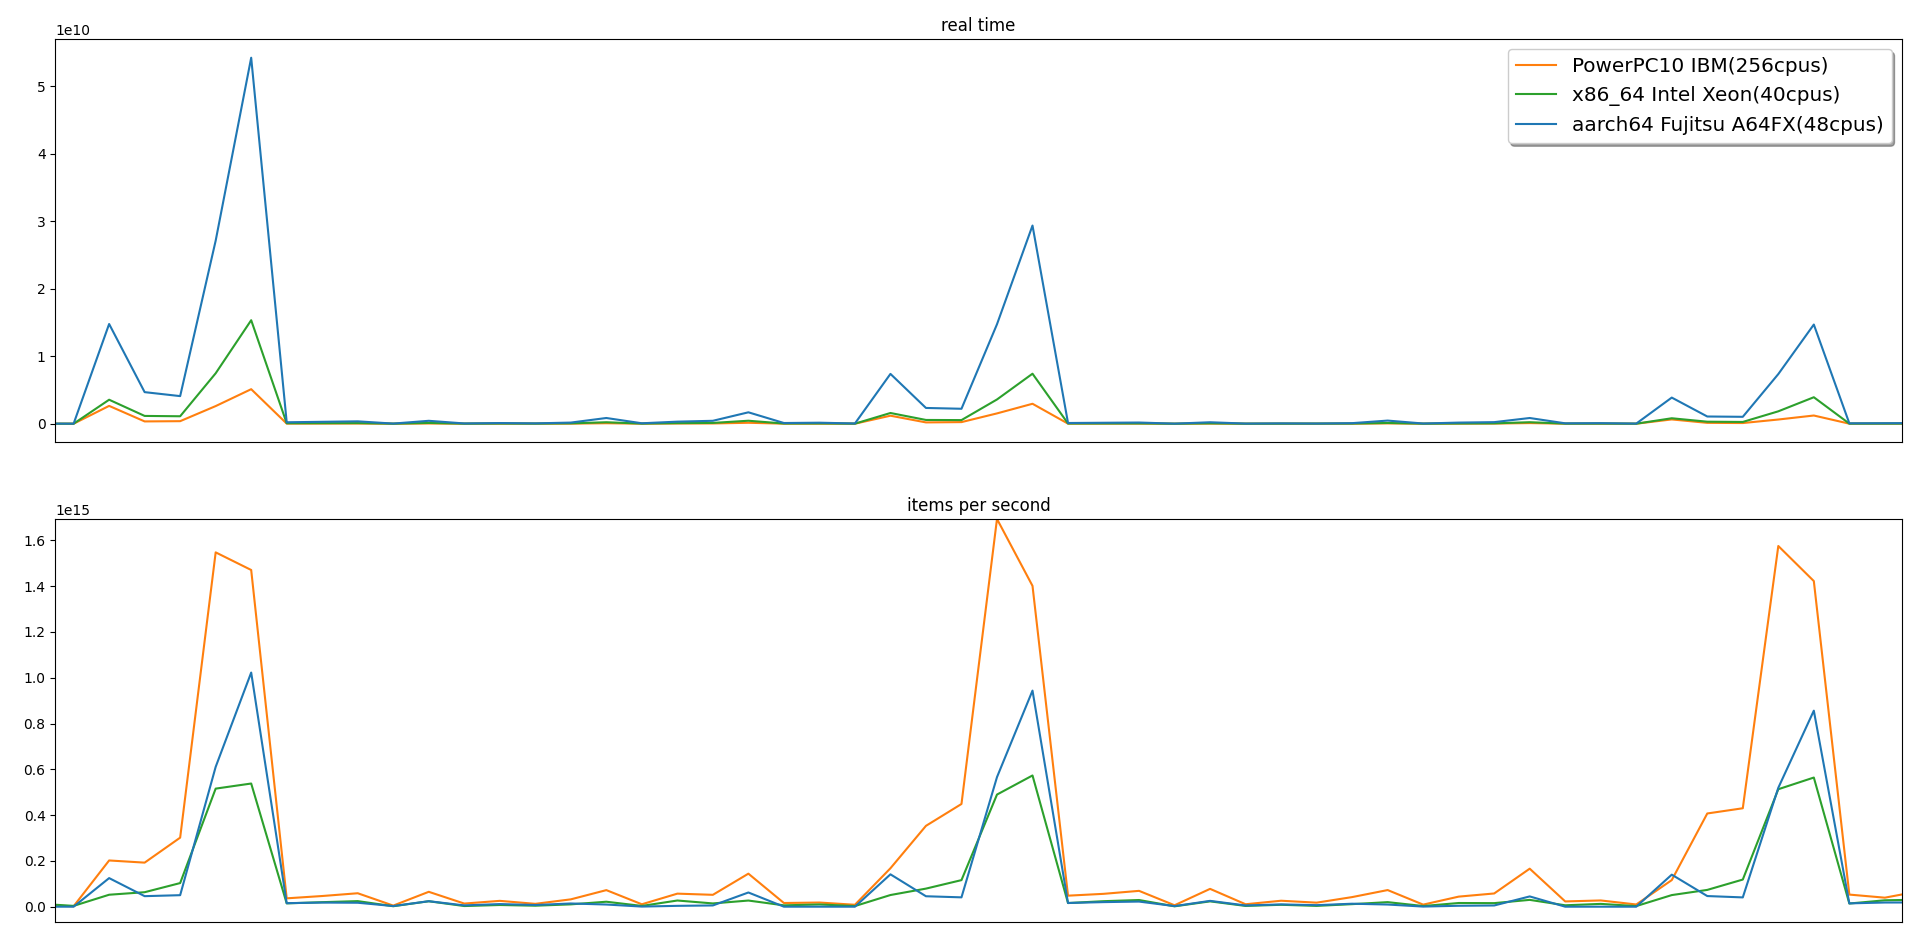 real time
1e10
5
4
3
2
1
0
PowerPC10 IBM(256cpus)
x86_64 Intel Xeon(40cpus)
aarch64 Fujitsu A64FX(48cpus)
items per second
1e15
1.6
1.4
1.2
1.0
0.8
0.6
0.4
0.2
0.0